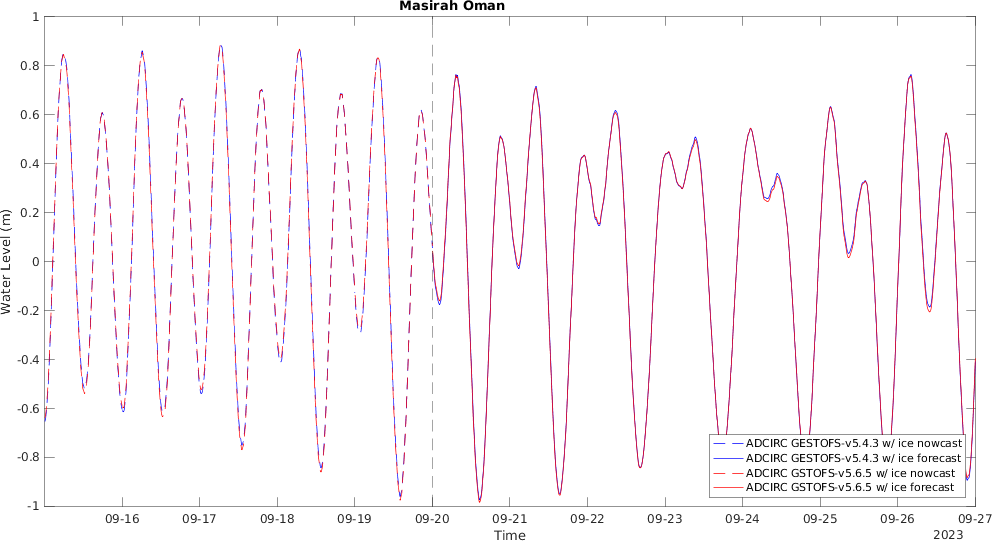 Masirah Oman
1
0.8
0.6
0.4
0.2
0
-0.2
-0.4
-0.6
-0.8
-1
Water Level (m)
ADCIRC GESTOFS-v5.4.3 w/ ice nowcast
ADCIRC GESTOFS-v5.4.3 w/ ice forecast
ADCIRC GSTOFS-v5.6.5 w/ ice nowcast
ADCIRC GSTOFS-v5.6.5 w/ ice forecast
09-16 09-17 09-18 09-19 09-20 09-21 09-22 09-23 09-24 09-25 09-26 09-27
Time
2023